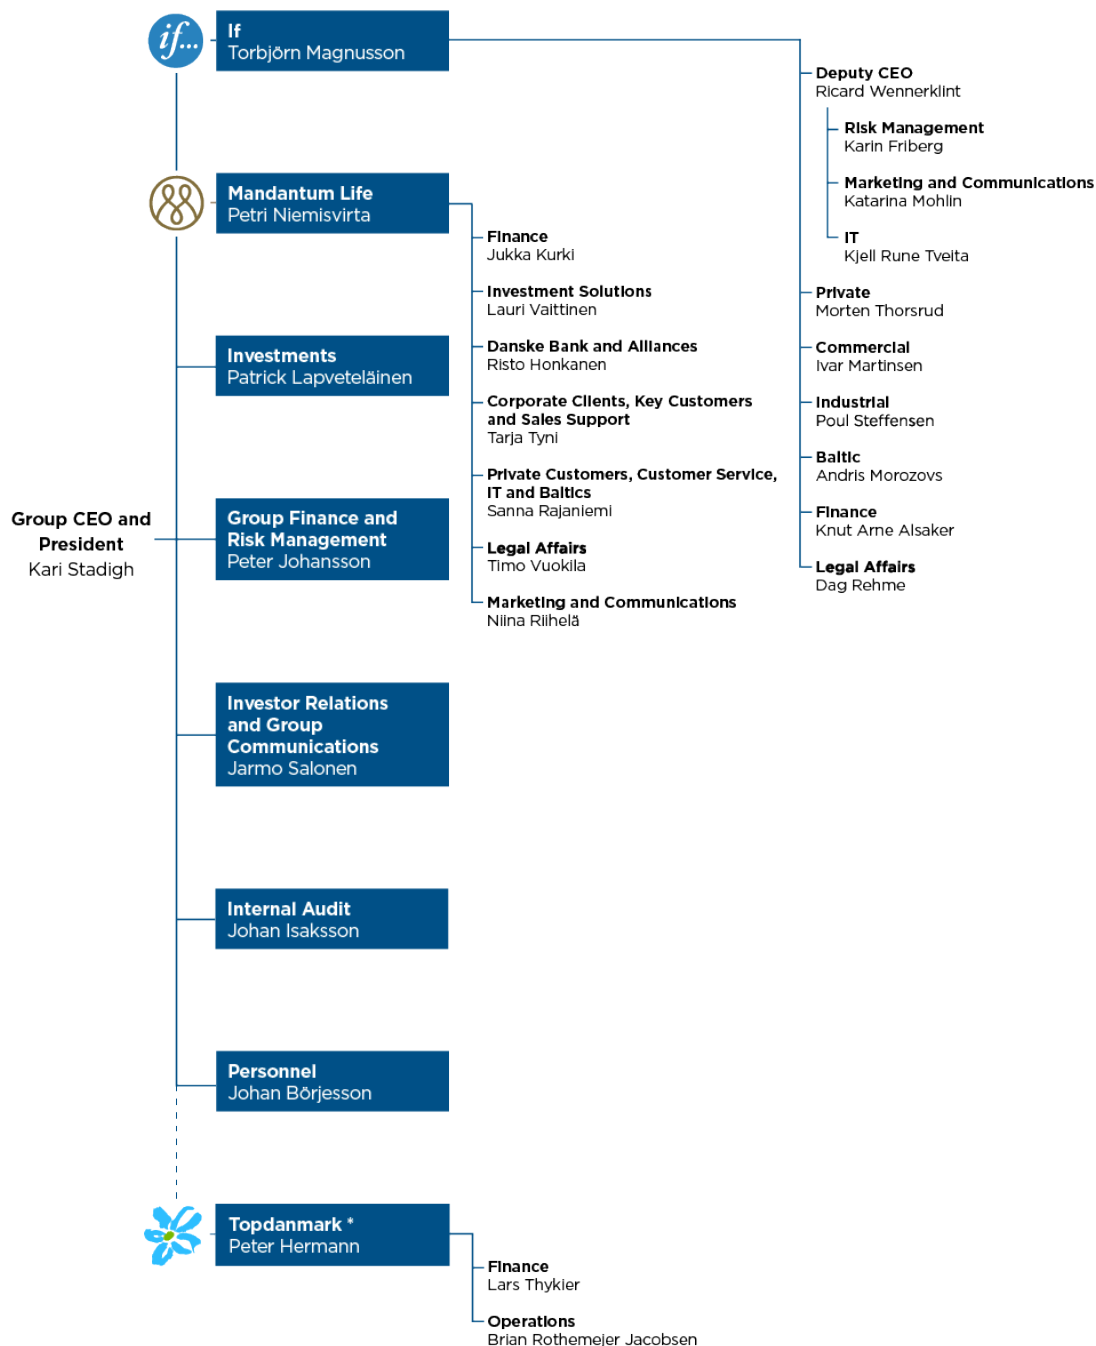 if...
If
Torbjörn Magnusson
Deputy CEO
Ricard Wennerklint
Risk Management
Karin Friberg
Marketing and Communications
Katarina Mohlin
IT
Kjell Rune Tveita
Private
Morten Thorsrud
Commercial
Ivar Martinsen
Industrial
Poul Steffensen
Baltic
Andris Morozovs
Finance
Knut Arne Alsaker
Legal Affairs
Dag Rehme
Mandantum Life
Petri Niemisvirta
Finance
Jukka Kurki
Investment Solutions
Lauri Vaittinen
Danske Bank and Alliances
Risto Honkanen
Corporate Clients, Key Customers
and Sales Support
Tarja Tyni
Private Customers, Customer Service,
IT and Baltics
Sanna Rajaniemi
Legal Affairs
Timo Vuokila
Marketing and Communications
Niina Riihelä
Investments
Patrick Lapveteläinen
Group CEO and
President
Kari Stadigh
Group Finance and
Risk Management
Peter Johansson
Investor Relations
and Group
Communications
Jarmo Salonen
Internal Audit
Johan Isaksson
Personnel
Johan Börjesson
Topdanmark *
Peter Hermann
Finance
Lars Thykier
Operations
Brian Rothemejer Jacobsen